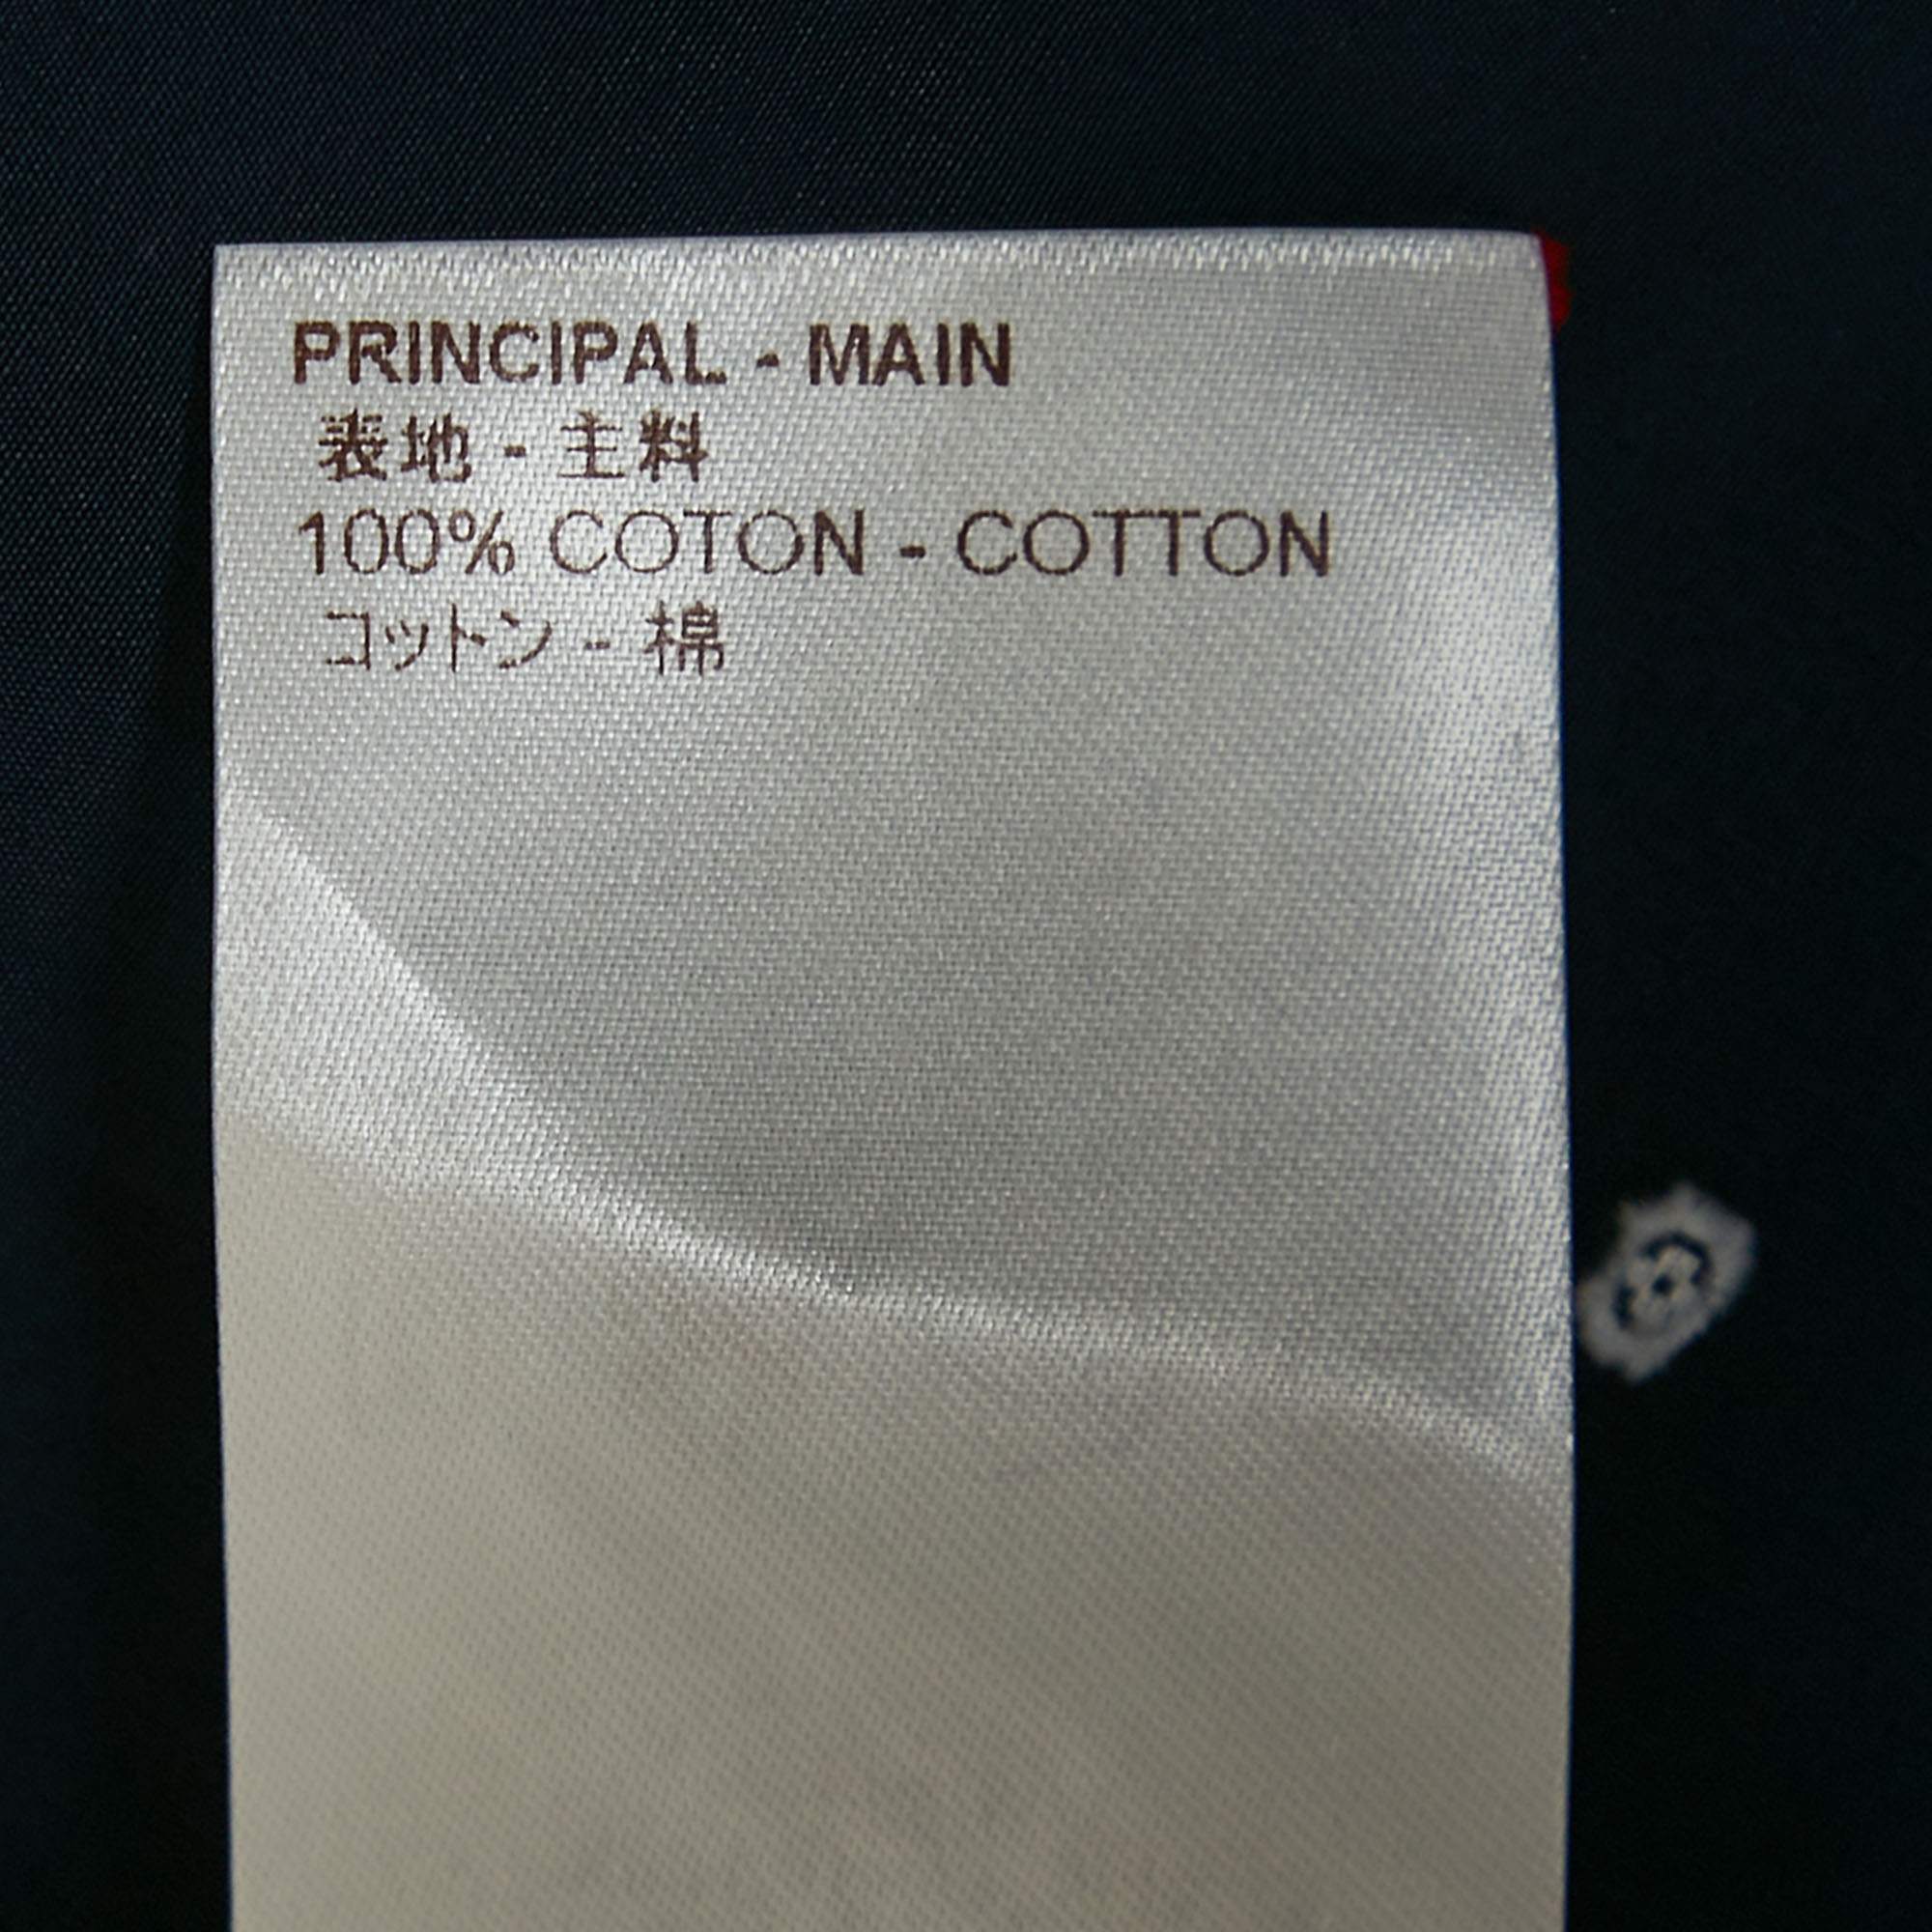 PRINCIPAL - MAIN
表地 - 主料
100% COTON - COTTON
コットン - 棉